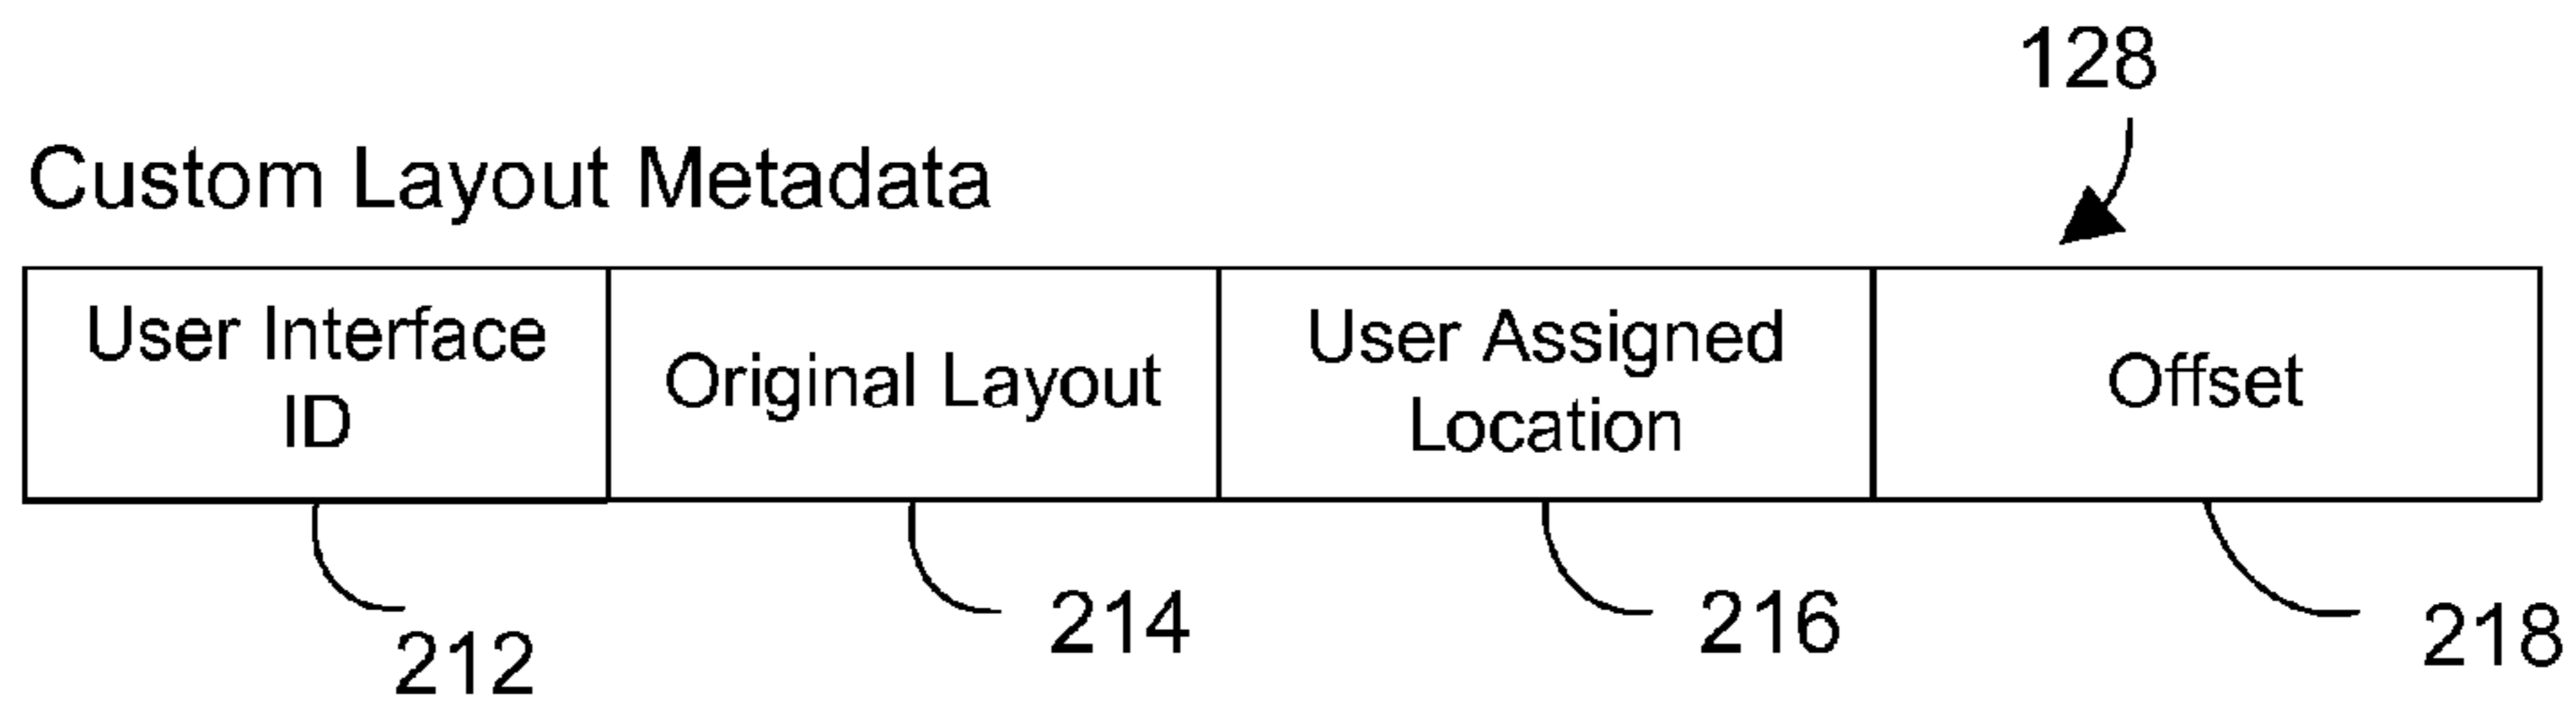 128
Custom Layout Metadata
User Interface
ID
Original Layout
User Assigned
Location
Offset
212
214
216
218